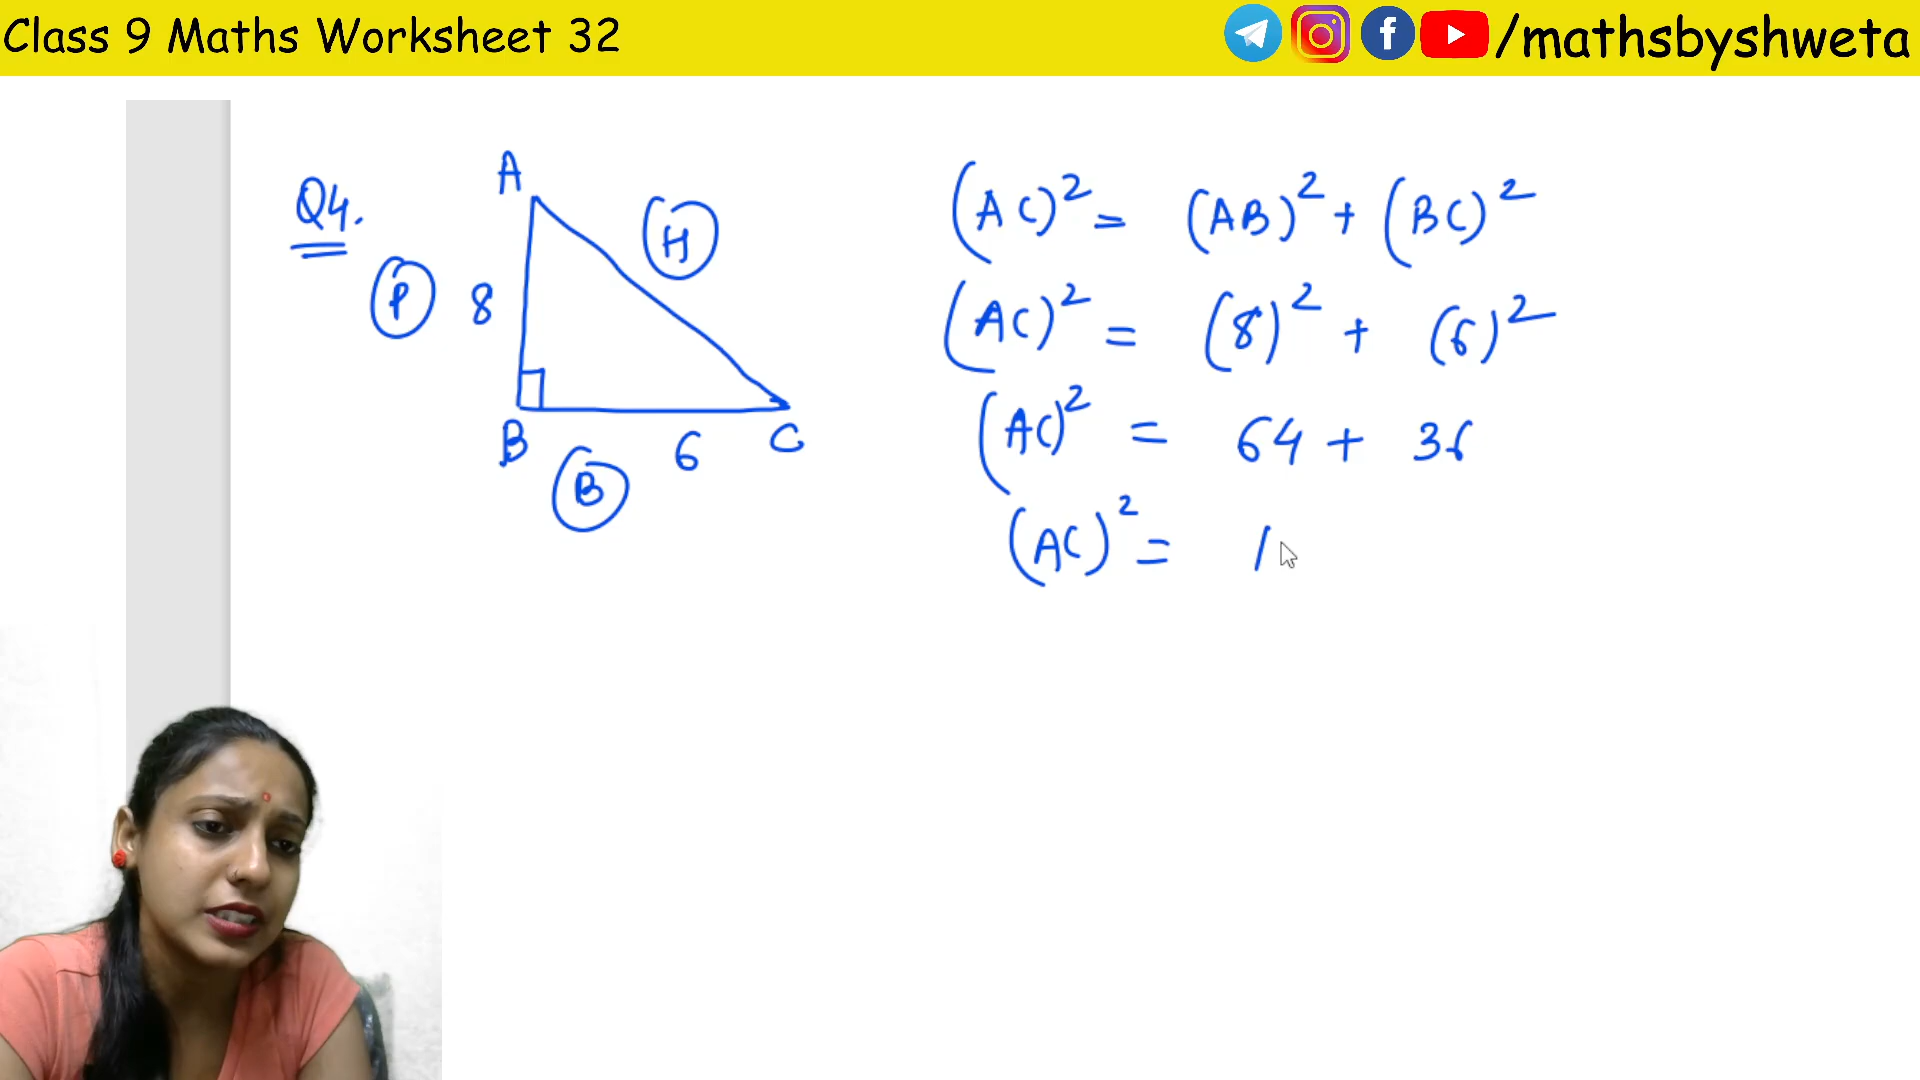 Class 9 Maths Worksheet 32
/mathsbyshweta
Q4.
A
H
P
8
B
6
C
B
(AC)² = (AB)² + (BC)²
(AC)² = (8)² + (6)²
(AC)² = 64 + 36
(AC)² = 1